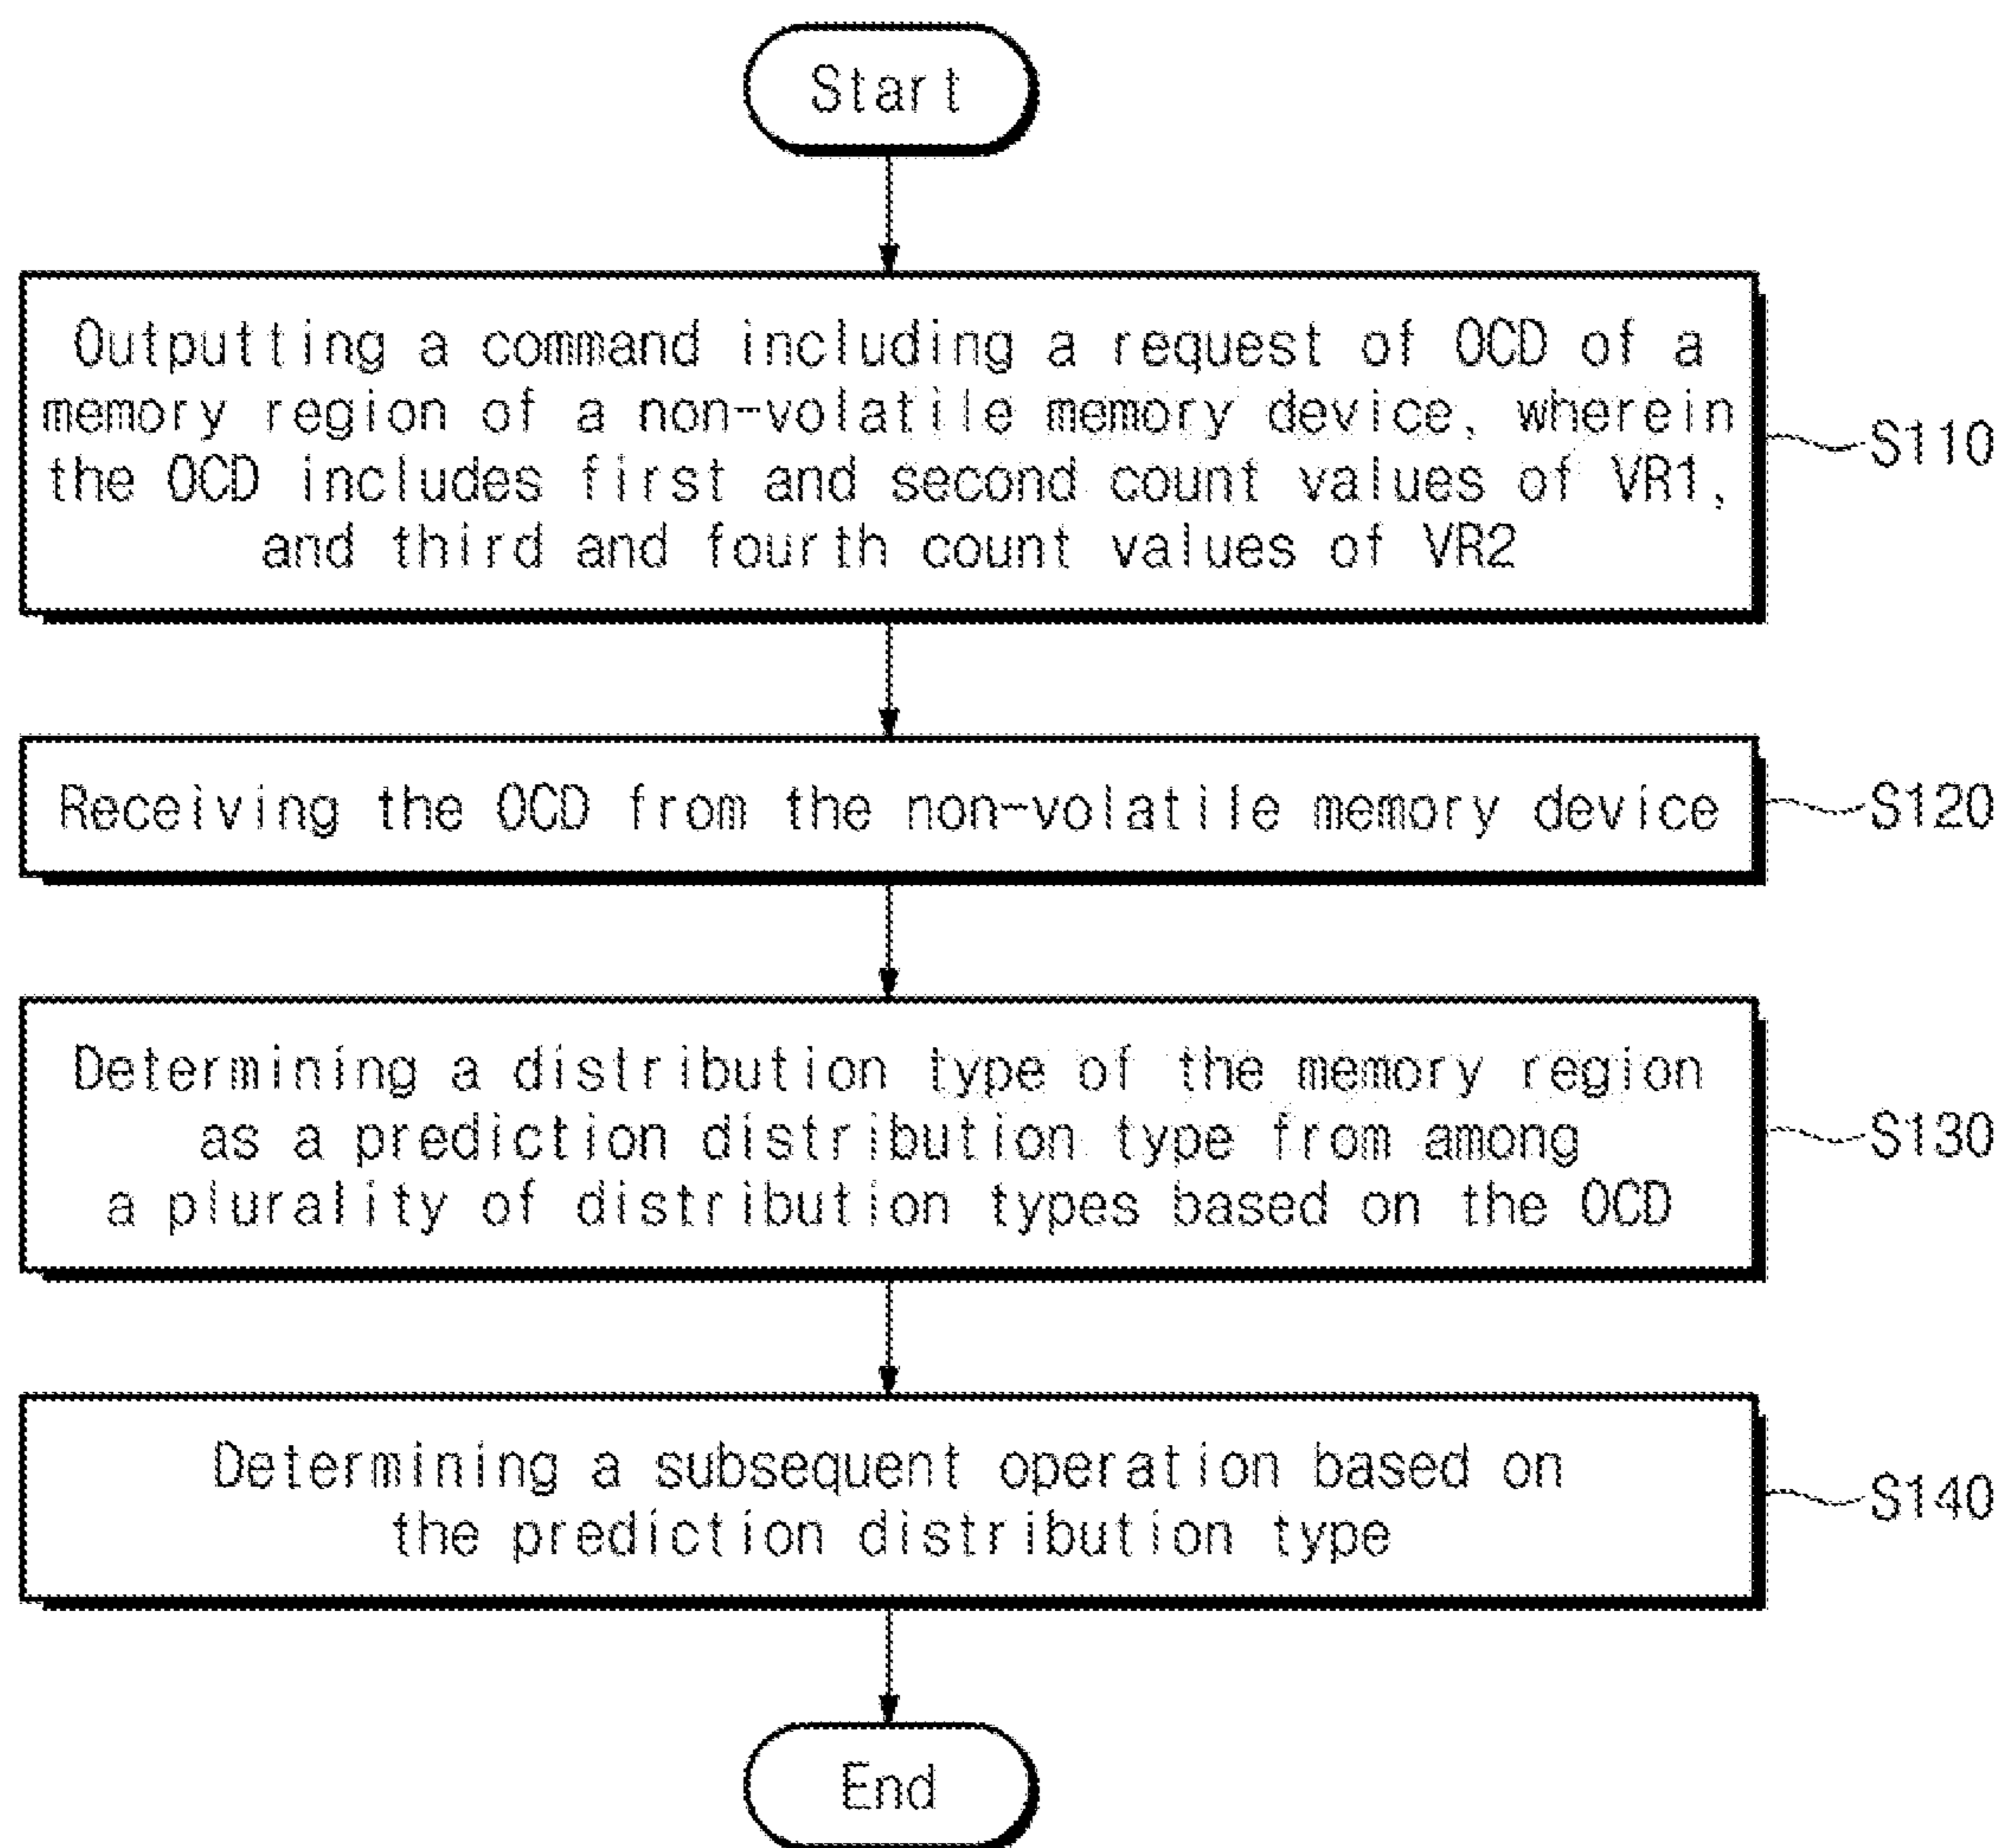 Start
Outputting a command including a request of OCD of a
memory region of a non-volatile memory device, wherein
the OCD includes first and second count values of VR1,
and third and fourth count values of VR2
S110
Receiving the OCD from the non-volatile memory device
S120
Determining a distribution type of the memory region
as a prediction distribution type from among
a plurality of distribution types based on the OCD
S130
Determining a subsequent operation based on
the prediction distribution type
S140
End